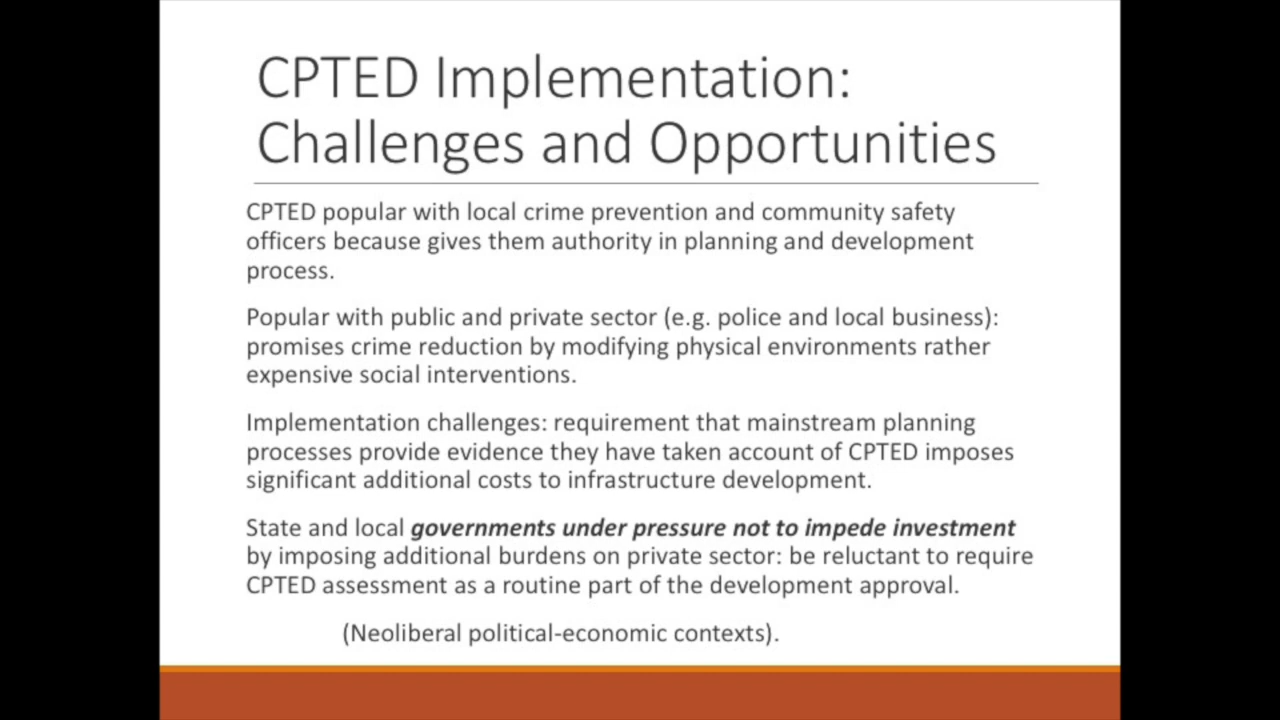 CPTED Implementation:
Challenges and Opportunities
CPTED popular with local crime prevention and community safety
officers because gives them authority in planning and development
process.
Popular with public and private sector (e.g. police and local business):
promises crime reduction by modifying physical environments rather
expensive social interventions.
Implementation challenges: requirement that mainstream planning
processes provide evidence they have taken account of CPTED imposes
significant additional costs to infrastructure development.
State and local governments under pressure not to impede investment
by imposing additional burdens on private sector: be reluctant to require
CPTED assessment as a routine part of the development approval.
(Neoliberal political-economic contexts).